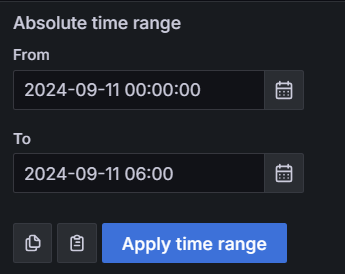 Absolute time range
From
2024-09-11 00:00:00
To
2024-09-11 06:00
Apply time range